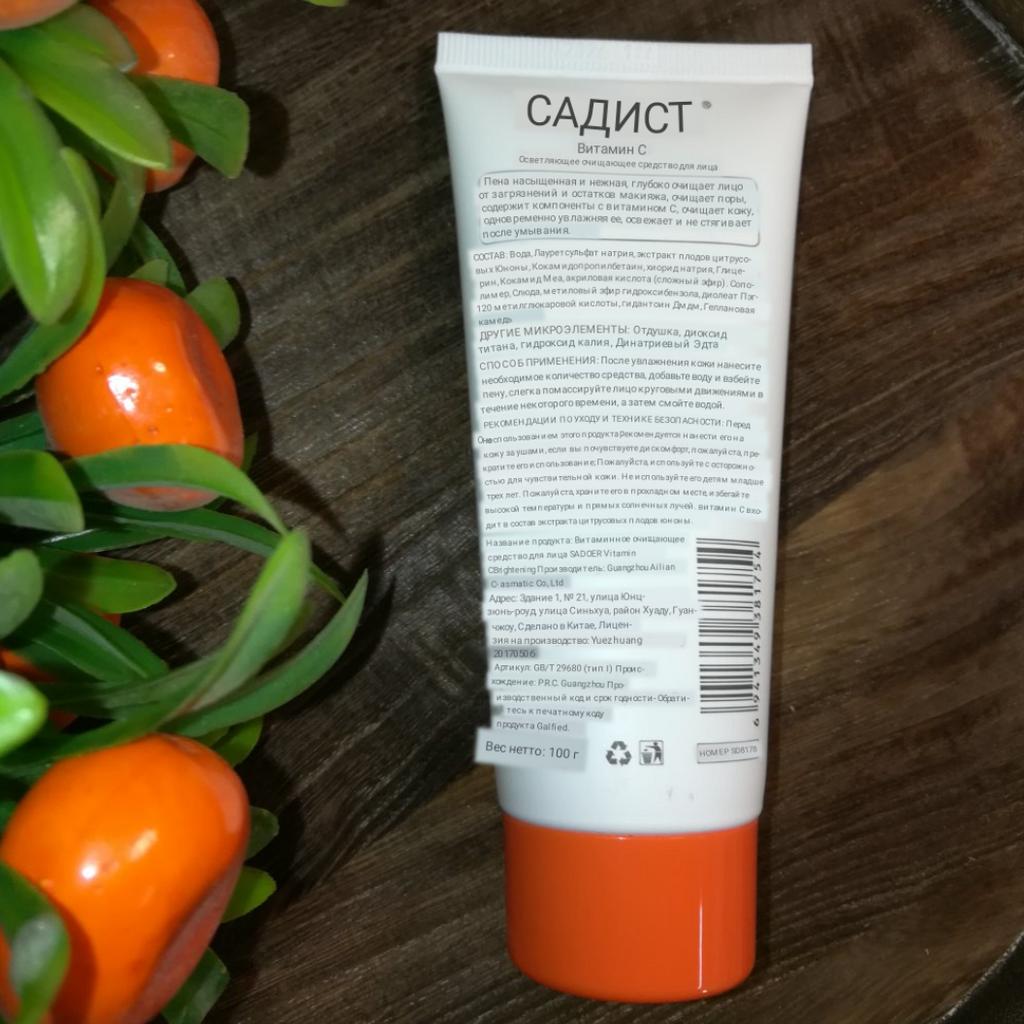 САДИСТ
Витамин С
Осветляющее очищающее средство для лица
Пена насыщенная и нежная, глубоко очищает лицо
от загрязнений и остатков макияжа, очищает поры,
содержит компоненты с витамином С, очищает кожу,
одновременно увлажняя ее, освежает и не стягивает
после умывания.
СОСТАВ: Вода, Лауретсульфат натрия, экстракт плодов цитрусо-
вых Юноны, Кокамидопропилбетаин, хлорид натрия, Глице-
рин, Кокамид Меа, акриловая кислота (сложный эфир). Сопо-
лимер, Слюда, метиловый эфир гидроксибензола, диолеат Пэг-
120 метилглюкаровой кислоты, гидантоин Дмдм, Геллановая
камедь
ДРУГИЕ МИКРОЭЛЕМЕНТЫ: Отдушка, диоксид
титана, гидроксид калия, Динатриевый Эдта
СПОСОБ ПРИМЕНЕНИЯ: После увлажнения кожи нанесите
необходимое количество средства, добавьте воду и взбейте
пену, слегка помассируйте лицо круговыми движениями в
течение некоторого времени, а затем смойте водой.
РЕКОМЕНДАЦИИ ПО УХОДУ И ТЕХНИКЕ БЕЗОПАСНОСТИ: Перед
использованием этого продукта Рекомендуется нанести его на
кожу за ушами, если вы почувствуете дискомфорт, пожалуйста, пре-
кратите его использование; Пожалуйста, используйте с осторожно-
стью для чувствительной кожи. Не используйте его детям младше
трех лет. Пожалуйста, храните его в прохладном месте, избегайте
высокой температуры и прямых солнечных лучей. витамин С вхо-
дит в состав экстракта цитрусовых плодов юноны.
Название продукта: Витаминное очищающее
средство для лица SADOER Vitamin
CBrightening Производитель: Guangzhou Ailian
C-asmatic Co, Ltd
Адрес: Здание 1, № 21, улица Юнц-
зюнь-роуд, улица Синьхуа, район Хуаду, Гуан-
чжоу, Сделано в Китае, Лицен-
зия на производство: Yuezhuang
20170506
Артикул: GB/T 29680 (тип I) Проис-
хождение: P.R.C. Guangzhou Про-
изводственный код и срок годности- Обрати-
тесь к печатному коду
продукта Galfied.
Вес нетто: 100 г
6 941349 381754
НОМЕР SD8178